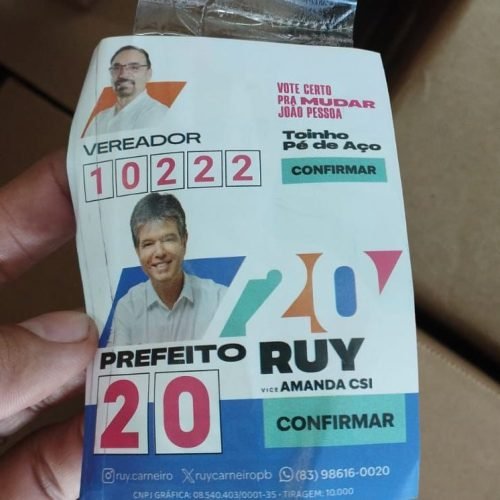 VOTE CERTO
PRA MUDAR
JOÃO PESSOA
VEREADOR
Toinho
Pé de Aço
10222
CONFIRMAR
20
PREFEITO RUY
VICE AMANDA CSI
20
CONFIRMAR
ruy.carneiro ruycarneiropb (83) 98616-0020
CNPJ GRÁFICA: 08.540.403/0001-35 • TIRAGEM: 10.000